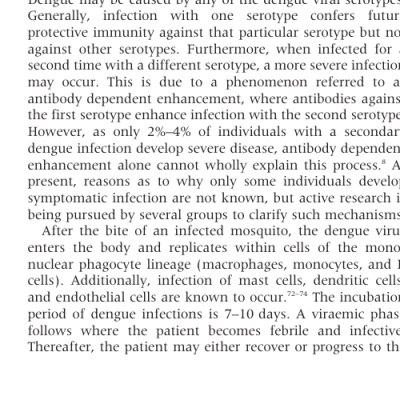 Dengue may be caused by any of the dengue viral serotypes
Generally, infection with one serotype confers futur
protective immunity against that particular serotype but no
against other serotypes. Furthermore, when infected for
second time with a different serotype, a more severe infectio
may occur. This is due to a phenomenon referred to a
antibody dependent enhancement, where antibodies agains
the first serotype enhance infection with the second serotype
However, as only 2%–4% of individuals with a secondar
dengue infection develop severe disease, antibody dependen
enhancement alone cannot wholly explain this process.⁸ A
present, reasons as to why only some individuals develo
symptomatic infection are not known, but active research i
being pursued by several groups to clarify such mechanisms
After the bite of an infected mosquito, the dengue viru
enters the body and replicates within cells of the mono
nuclear phagocyte lineage (macrophages, monocytes, and
cells). Additionally, infection of mast cells, dendritic cells
and endothelial cells are known to occur.⁷²⁻⁷⁴ The incubatio
period of dengue infections is 7–10 days. A viraemic phas
follows where the patient becomes febrile and infective
Thereafter, the patient may either recover or progress to th